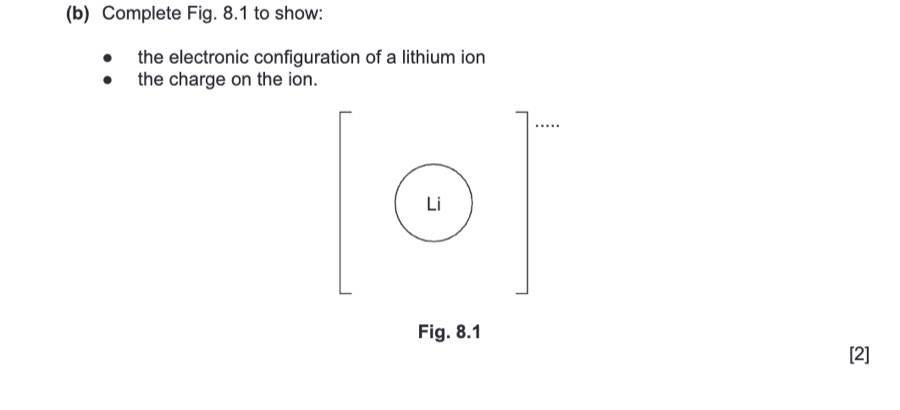 (b) Complete Fig. 8.1 to show:
• the electronic configuration of a lithium ion
• the charge on the ion.
.....
Li
Fig. 8.1
[2]